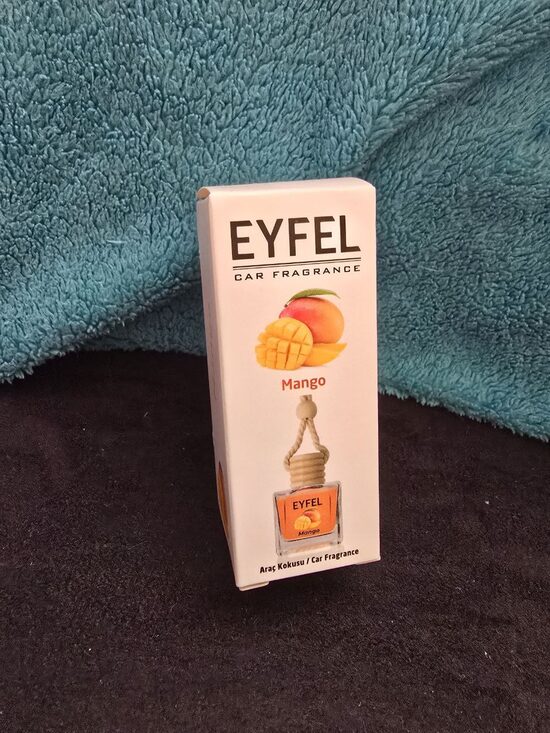 EYFEL
CAR FRAGRANCE
Mango
EYFEL
Mango
Araç Kokusu / Car Fragrance